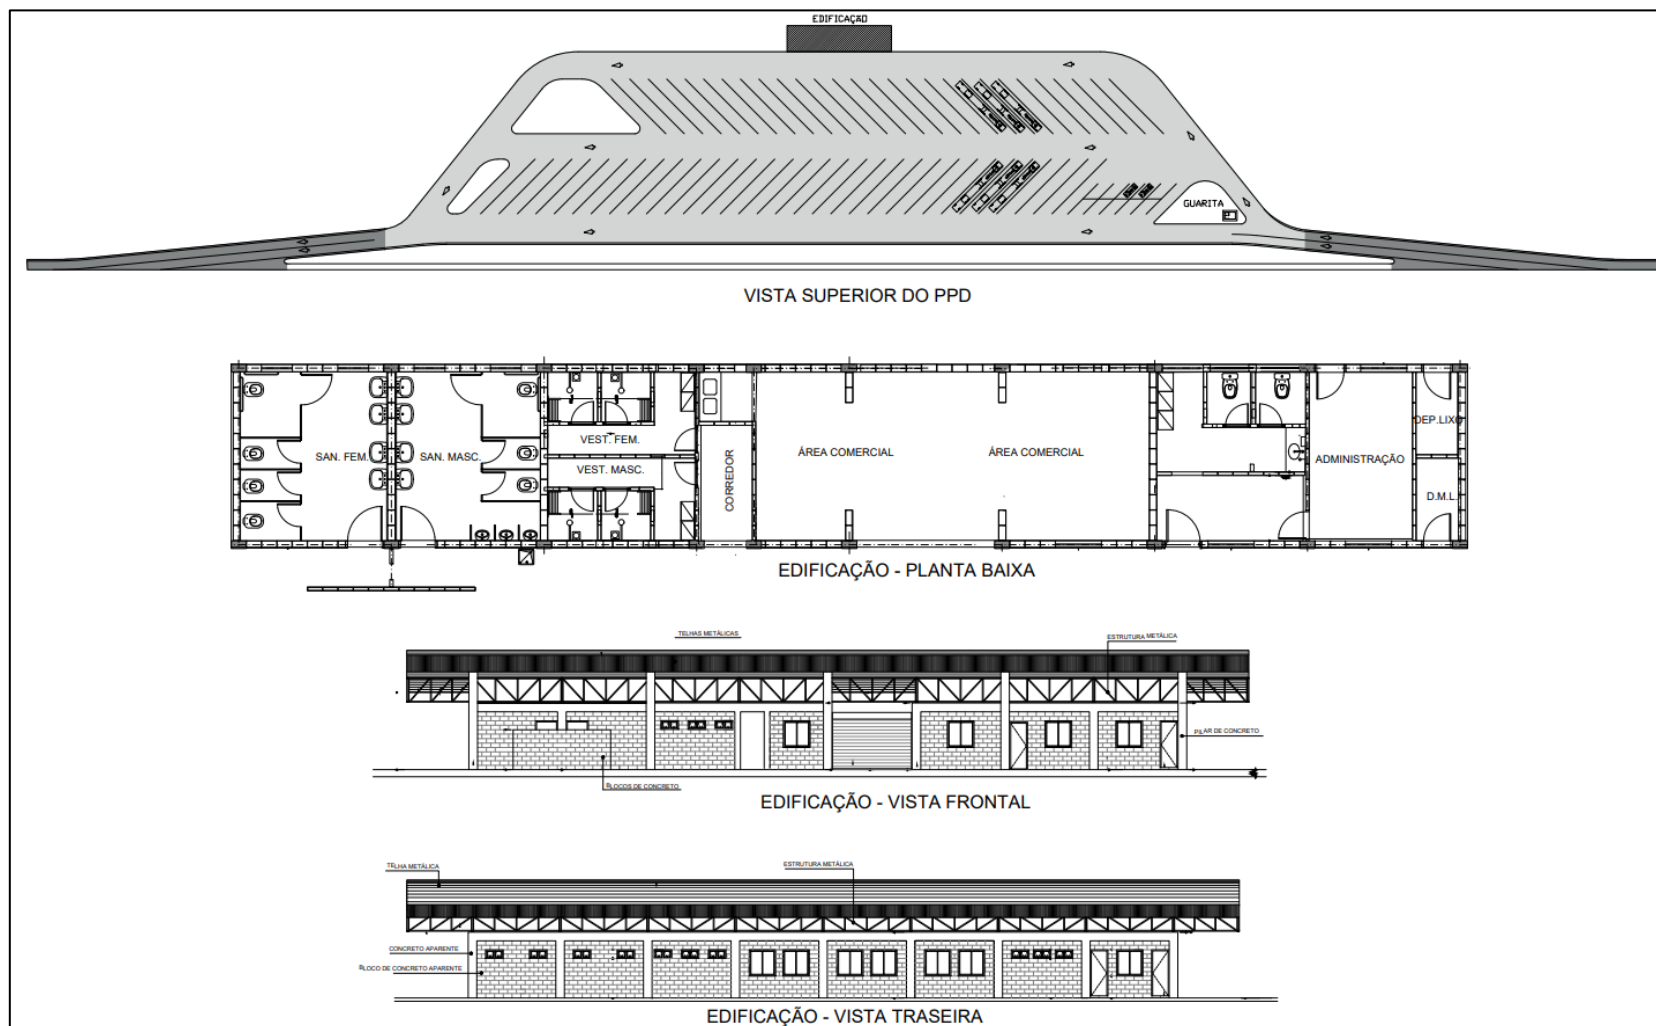 EDIFICAÇÃO
GUARITA
VISTA SUPERIOR DO PPD
SAN. FEM.
SAN. MASC.
VEST. FEM.
VEST. MASC.
CORREDOR
ÁREA COMERCIAL
ÁREA COMERCIAL
ADMINISTRAÇÃO
DEP.LIXO
D.M.L.
EDIFICAÇÃO - PLANTA BAIXA
TELHAS METÁLICAS
ESTRUTURA METÁLICA
PILAR DE CONCRETO
BLOCOS DE CONCRETO
EDIFICAÇÃO - VISTA FRONTAL
TELHA METÁLICA
ESTRUTURA METÁLICA
CONCRETO APARENTE
BLOCO DE CONCRETO APARENTE
EDIFICAÇÃO - VISTA TRASEIRA